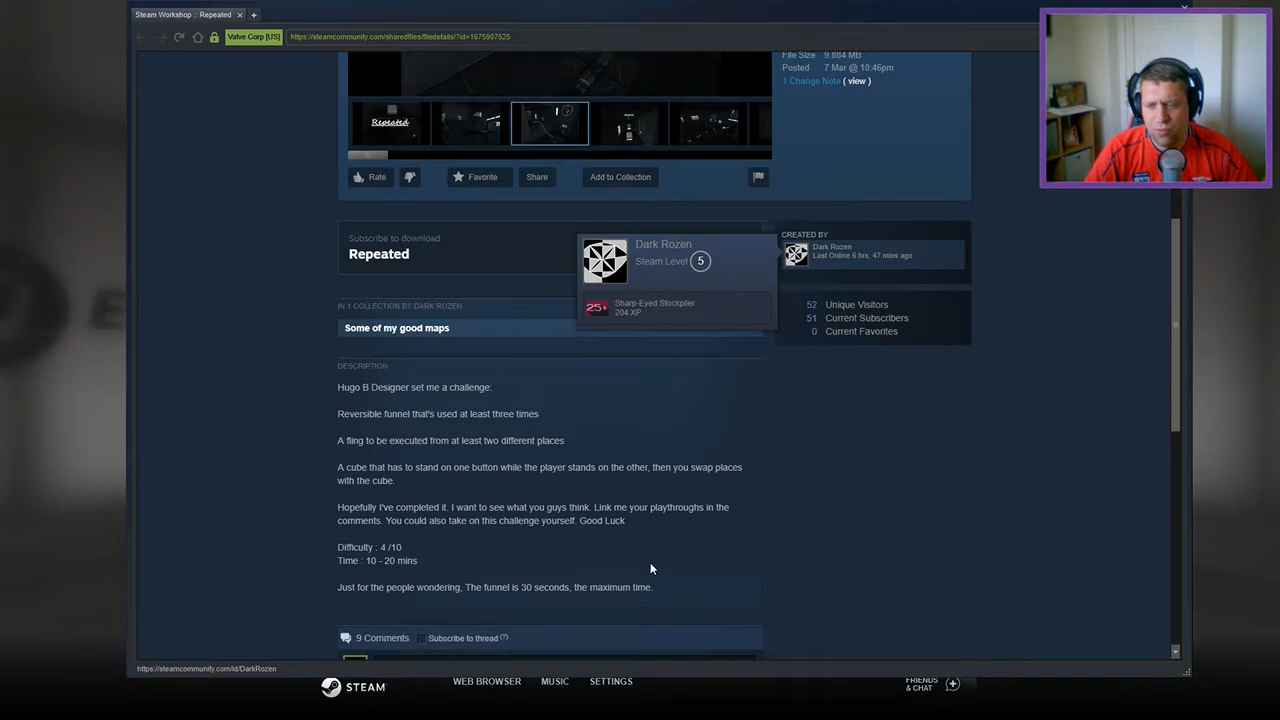 Steam Workshop :: Repeated
Valve Corp [US]
https://steamcommunity.com/sharedfiles/filedetails/?id=1675907525
File Size 9.884 MB
Posted 7 Mar @ 10:46pm
1 Change Note ( view )
Repeated
Rate
Favorite
Share
Add to Collection
Subscribe to download
Repeated
Dark Rozen
Steam Level 5
25+
Sharp-Eyed Stockpiler
204 XP
CREATED BY
Dark Rozen
Last Online 6 hrs, 47 mins ago
IN 1 COLLECTION BY DARK ROZEN
Some of my good maps
52 Unique Visitors
51 Current Subscribers
0 Current Favorites
DESCRIPTION
Hugo B Designer set me a challenge:
Reversible funnel that's used at least three times
A fling to be executed from at least two different places
A cube that has to stand on one button while the player stands on the other, then you swap places
with the cube.
Hopefully I've completed it. I want to see what you guys think. Link me your playthroughs in the
comments. You could also take on this challenge yourself. Good Luck
Difficulty : 4 /10
Time : 10 - 20 mins
Just for the people wondering, The funnel is 30 seconds, the maximum time.
9 Comments
Subscribe to thread (?)
https://steamcommunity.com/id/DarkRozen
STEAM
WEB BROWSER
MUSIC
SETTINGS
FRIENDS
& CHAT